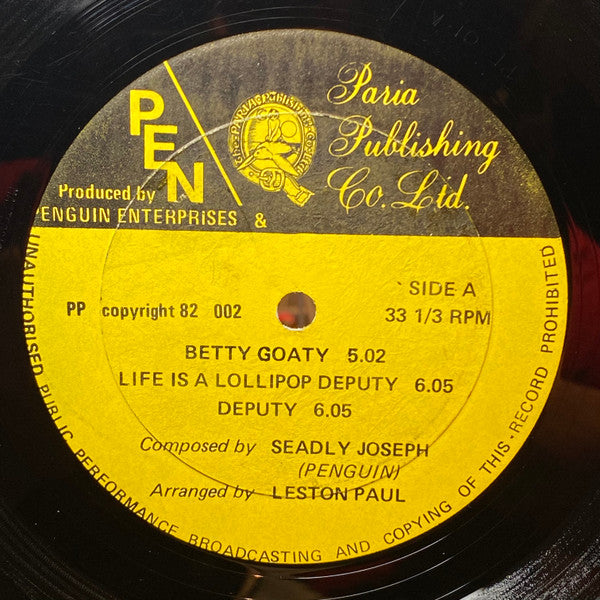 PEN
Paria
Publishing
Co. Ltd.
Produced by
PENGUIN ENTERPRISES &
SIDE A
PP copyright 82 002
33 1/3 RPM
BETTY GOATY 5.02
LIFE IS A LOLLIPOP DEPUTY 6.05
DEPUTY 6.05
Composed by SEADLY JOSEPH
(PENGUIN)
Arranged by LESTON PAUL
UNAUTHORISED PUBLIC PERFORMANCE BROADCASTING AND COPYING OF THIS · RECORD PROHIBITED